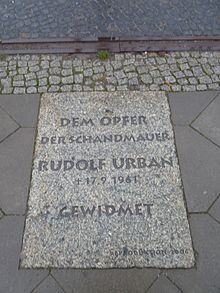 DEM OPFER
DER SCHANDMAUER
RUDOLF URBAN
† 17.9.1961
GEWIDMET